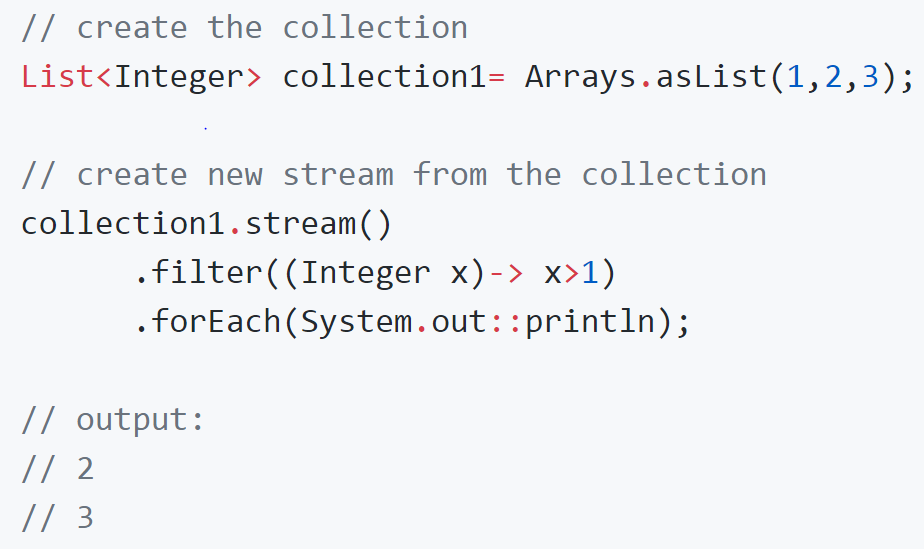 // create the collection
List<Integer> collection1= Arrays.asList(1,2,3);
// create new stream from the collection
collection1.stream()
.filter((Integer x)-> x>1)
.forEach(System.out::println);
// output:
// 2
// 3